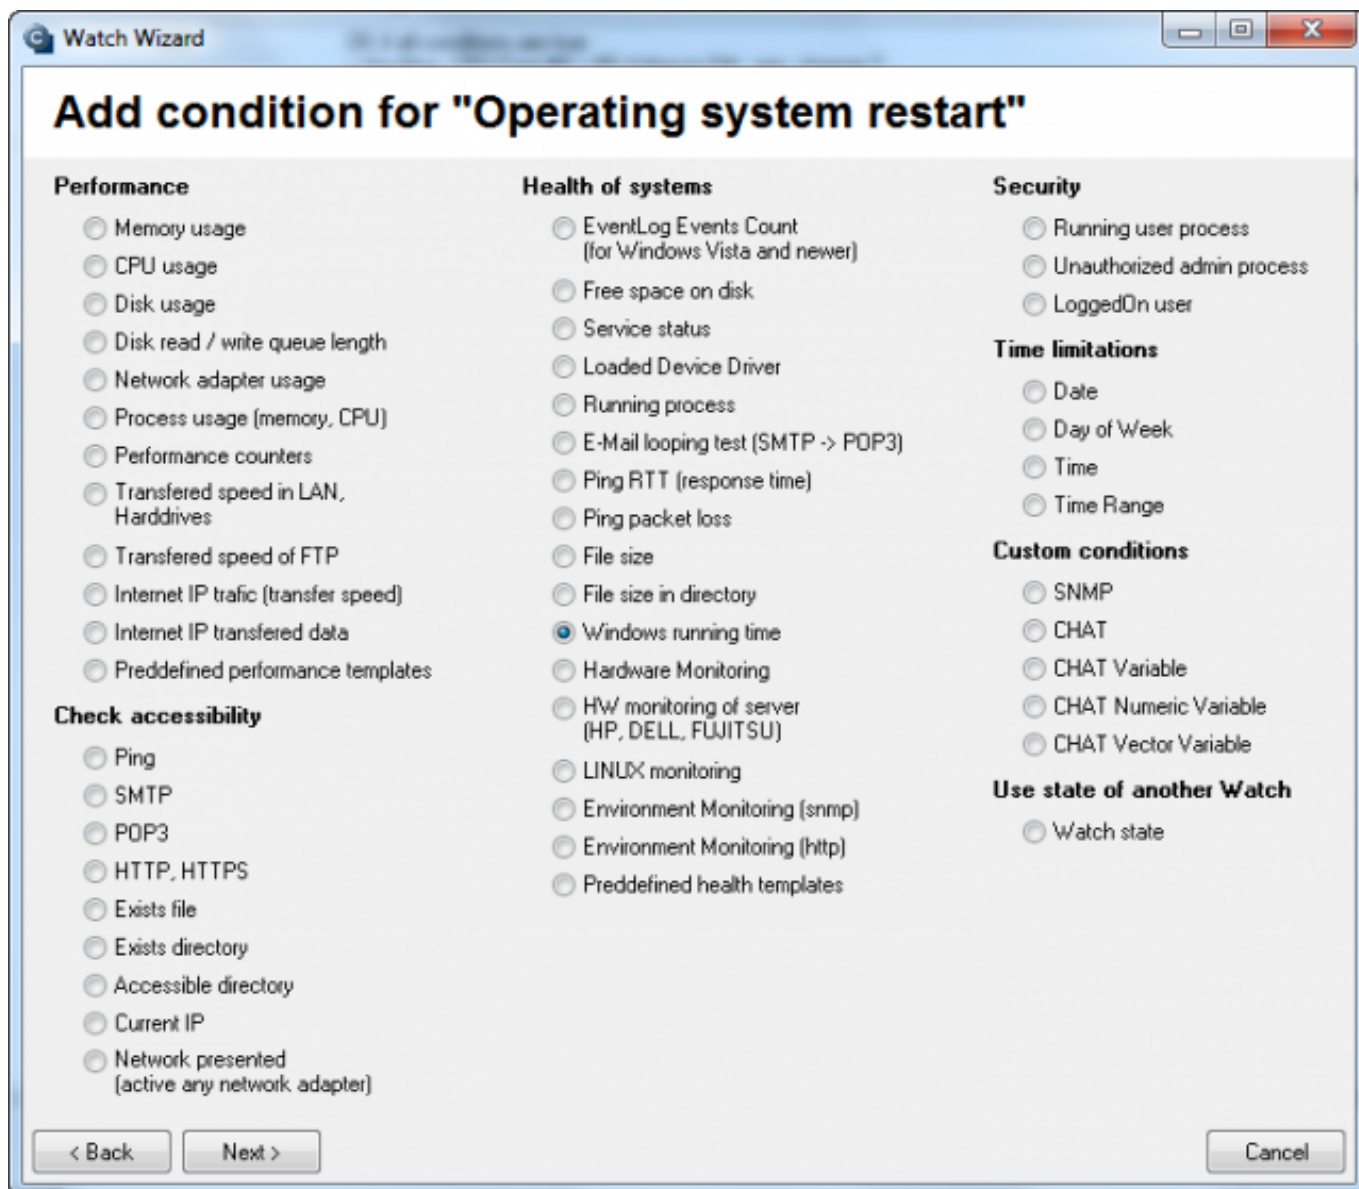 Watch Wizard
Add condition for "Operating system restart"
Performance
Memory usage
CPU usage
Disk usage
Disk read / write queue length
Network adapter usage
Process usage (memory, CPU)
Performance counters
Transfered speed in LAN,
Harddrives
Transfered speed of FTP
Internet IP trafic (transfer speed)
Internet IP transfered data
Preddefined performance templates
Check accessibility
Ping
SMTP
POP3
HTTP, HTTPS
Exists file
Exists directory
Accessible directory
Current IP
Network presented
(active any network adapter)
Health of systems
EventLog Events Count
(for Windows Vista and newer)
Free space on disk
Service status
Loaded Device Driver
Running process
E-Mail looping test (SMTP -> POP3)
Ping RTT (response time)
Ping packet loss
File size
File size in directory
Windows running time
Hardware Monitoring
HW monitoring of server
(HP, DELL, FUJITSU)
LINUX monitoring
Environment Monitoring (snmp)
Environment Monitoring (http)
Preddefined health templates
Security
Running user process
Unauthorized admin process
LoggedOn user
Time limitations
Date
Day of Week
Time
Time Range
Custom conditions
SNMP
CHAT
CHAT Variable
CHAT Numeric Variable
CHAT Vector Variable
Use state of another Watch
Watch state
< Back
Next >
Cancel